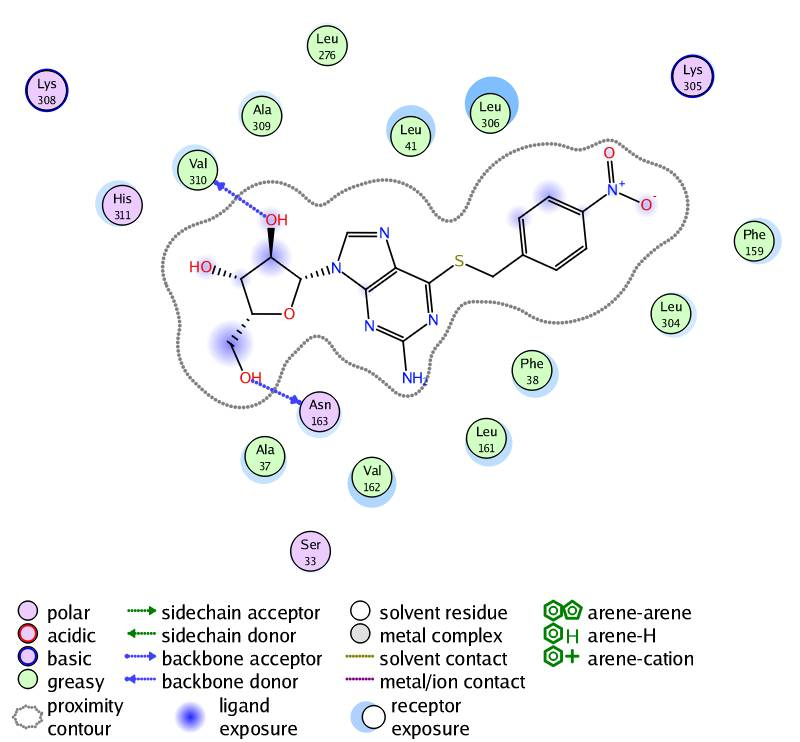 Leu
276
Lys
308
Lys
305
Ala
309
Leu
306
Leu
41
Val
310
His
311
OH
HO
N
N
O
N
N
S
NH2
OH
O
N+
O-
Phe
159
Leu
304
Phe
38
Asn
163
Leu
161
Ala
37
Val
162
Ser
33
polar
acidic
basic
greasy
proximity
contour
sidechain acceptor
sidechain donor
backbone acceptor
backbone donor
ligand
exposure
solvent residue
metal complex
solvent contact
metal/ion contact
receptor
exposure
arene-arene
H arene-H
+ arene-cation